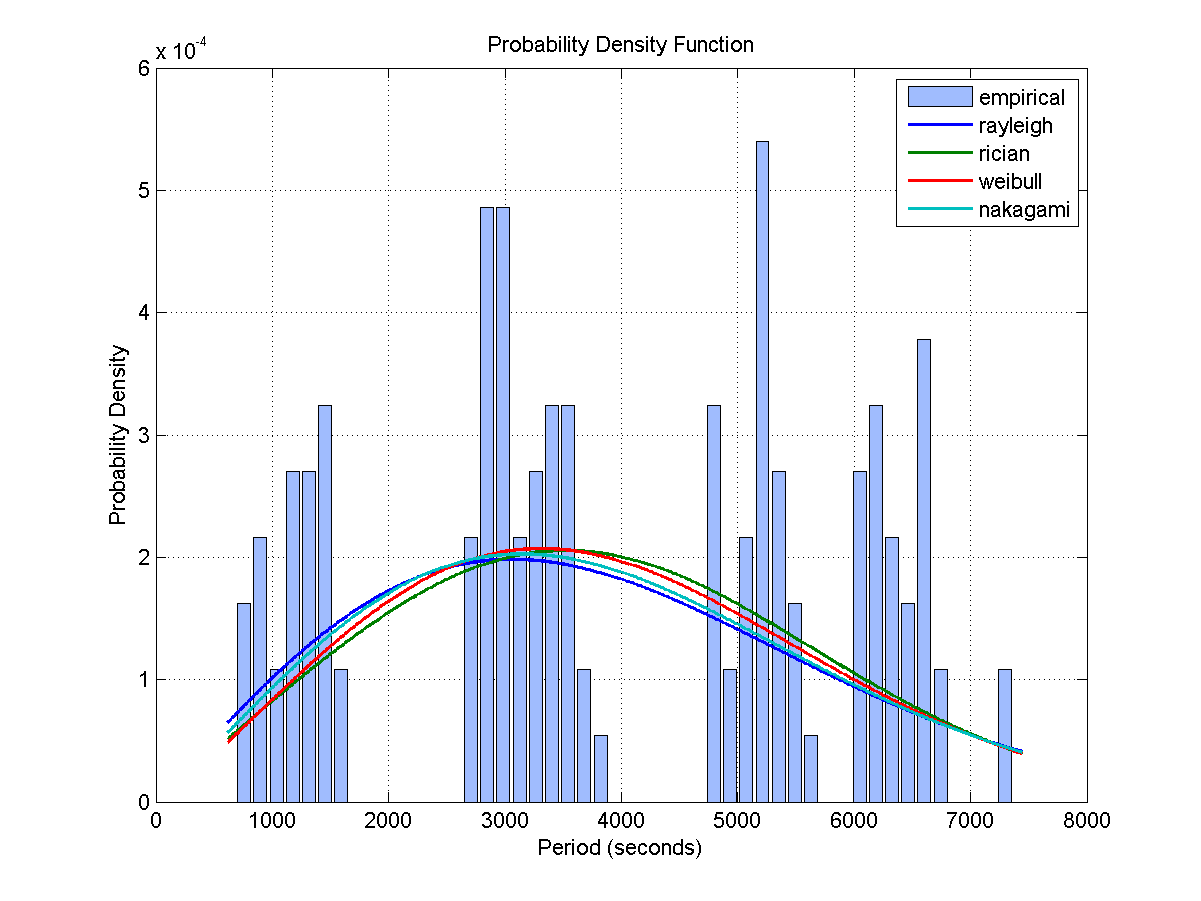 Probability Density Function
x 10-4
6
5
4
3
2
1
0
Probability Density
0 1000 2000 3000 4000 5000 6000 7000 8000
Period (seconds)
empirical
rayleigh
rician
weibull
nakagami